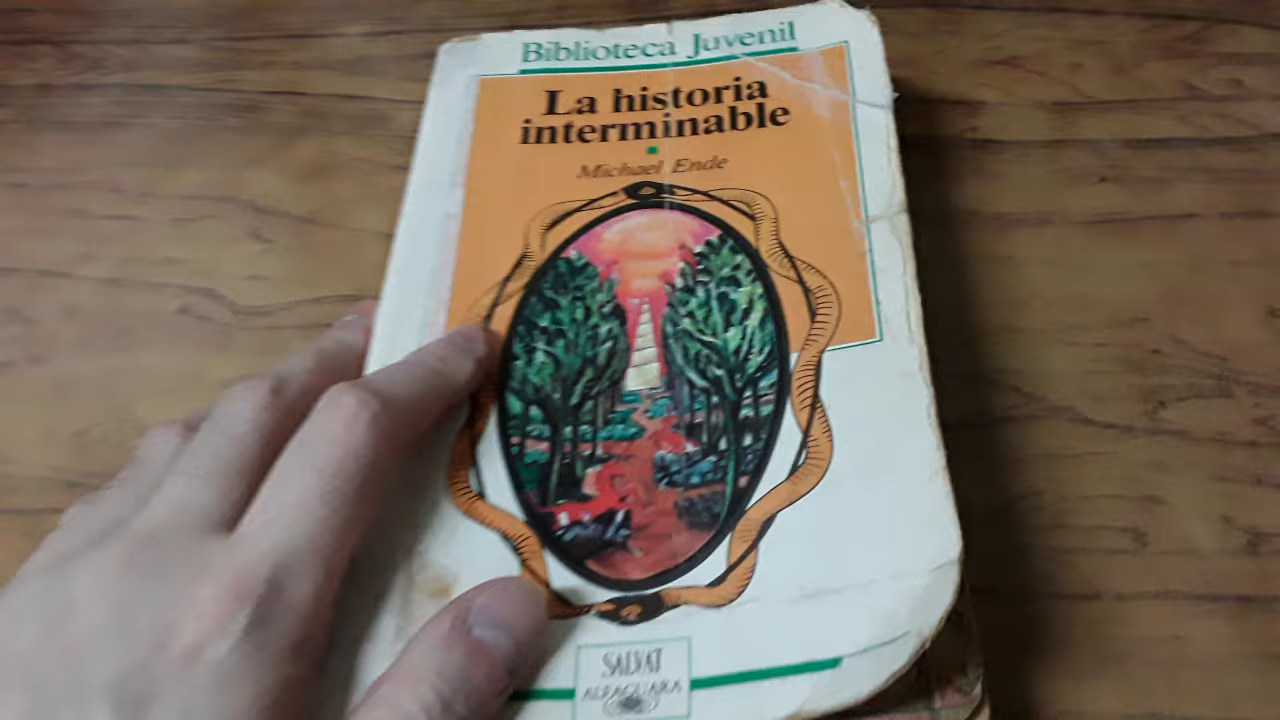 Biblioteca Juvenil
La historia
interminable
Michael Ende
SALVAT
ALFAGUARA